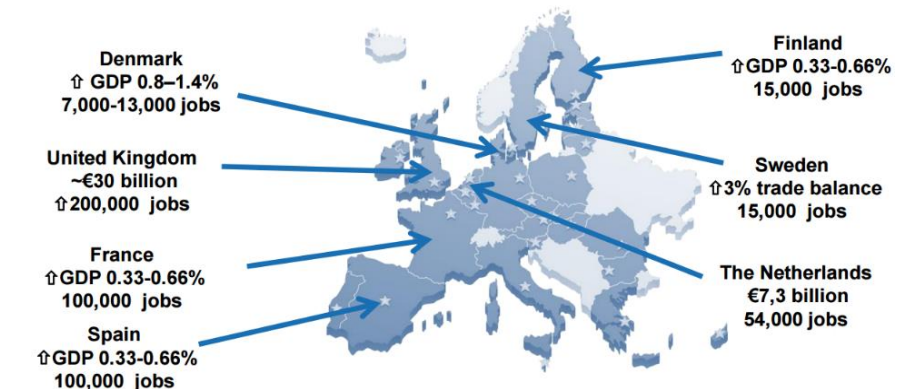 Denmark
⇧ GDP 0.8–1.4%
7,000-13,000 jobs
United Kingdom
~€30 billion
⇧200,000 jobs
France
⇧GDP 0.33-0.66%
100,000 jobs
Spain
⇧GDP 0.33-0.66%
100,000 jobs
Finland
⇧GDP 0.33-0.66%
15,000 jobs
Sweden
⇧3% trade balance
15,000 jobs
The Netherlands
€7,3 billion
54,000 jobs